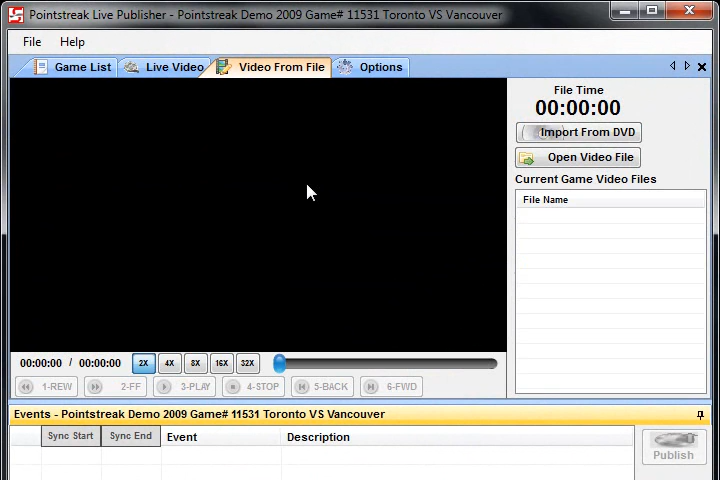 Pointstreak Live Publisher - Pointstreak Demo 2009 Game# 11531 Toronto VS Vancouver
File Help
Game List Live Video Video From File Options
File Time
00:00:00
Import From DVD
Open Video File
Current Game Video Files
File Name
00:00:00 / 00:00:00 2X 4X 8X 16X 32X
1-REW 2-FF 3-PLAY 4-STOP 5-BACK 6-FWD
Events - Pointstreak Demo 2009 Game# 11531 Toronto VS Vancouver
Sync Start Sync End Event Description
Publish